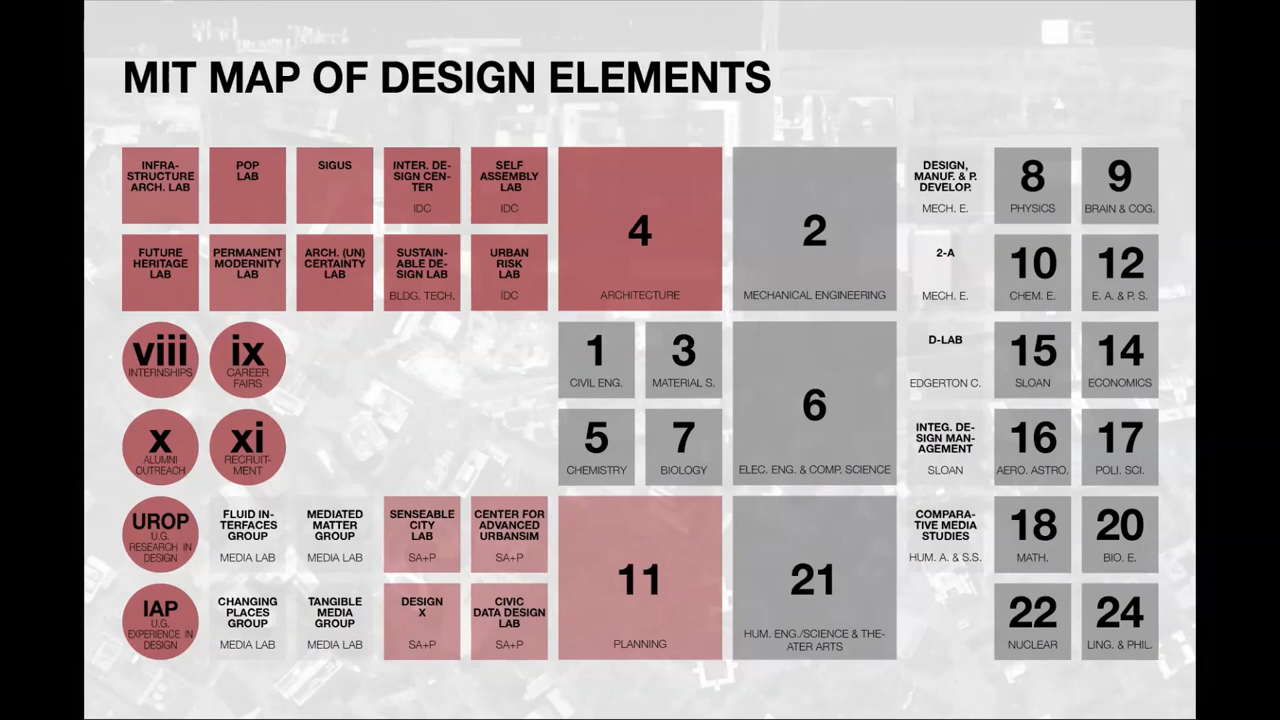 MIT MAP OF DESIGN ELEMENTS
INFRA-
STRUCTURE
ARCH. LAB
POP
LAB
SIGUS
INTER. DE-
SIGN CEN-
TER
IDC
SELF
ASSEMBLY
LAB
IDC
4
ARCHITECTURE
2
MECHANICAL ENGINEERING
DESIGN,
MANUF. & P.
DEVELOP.
MECH. E.
8
PHYSICS
9
BRAIN & COG.
FUTURE
HERITAGE
LAB
PERMANENT
MODERNITY
LAB
ARCH. (UN)
CERTAINTY
LAB
SUSTAIN-
ABLE DE-
SIGN LAB
BLDG. TECH.
URBAN
RISK
LAB
IDC
2-A
MECH. E.
10
CHEM. E.
12
E. A. & P. S.
viii
INTERNSHIPS
ix
CAREER
FAIRS
1
CIVIL ENG.
3
MATERIAL S.
6
ELEC. ENG. & COMP. SCIENCE
D-LAB
EDGERTON C.
15
SLOAN
14
ECONOMICS
x
ALUMNI
OUTREACH
xi
RECRUIT-
MENT
5
CHEMISTRY
7
BIOLOGY
INTEG. DE-
SIGN MAN-
AGEMENT
SLOAN
16
AERO. ASTRO.
17
POLI. SCI.
UROP
U.G.
RESEARCH IN
DESIGN
FLUID IN-
TERFACES
GROUP
MEDIA LAB
MEDIATED
MATTER
GROUP
MEDIA LAB
SENSEABLE
CITY
LAB
SA+P
CENTER FOR
ADVANCED
URBANSIM
SA+P
11
PLANNING
21
HUM. ENG./SCIENCE & THE-
ATER ARTS
COMPARA-
TIVE MEDIA
STUDIES
HUM. A. & S.S.
18
MATH.
20
BIO. E.
IAP
U.G.
EXPERIENCE IN
DESIGN
CHANGING
PLACES
GROUP
MEDIA LAB
TANGIBLE
MEDIA
GROUP
MEDIA LAB
DESIGN
X
SA+P
CIVIC
DATA DESIGN
LAB
SA+P
22
NUCLEAR
24
LING. & PHIL.